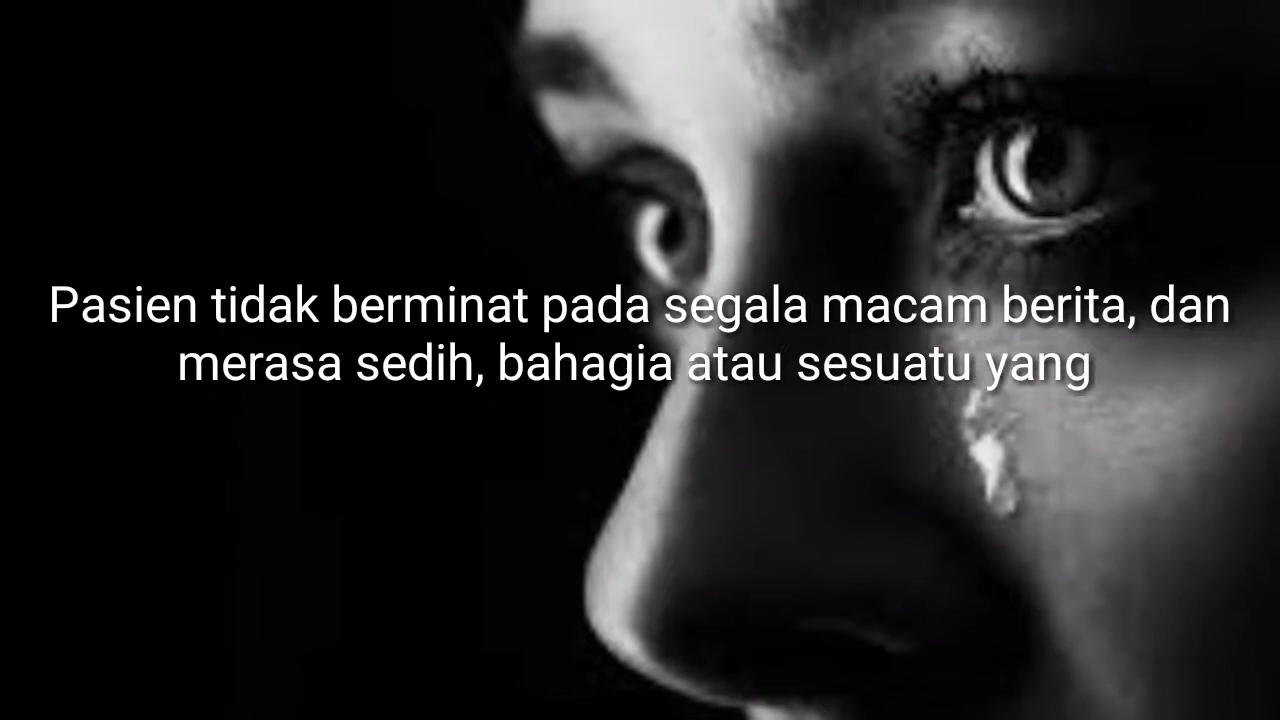 Pasien tidak berminat pada segala macam berita, dan
merasa sedih, bahagia atau sesuatu yang